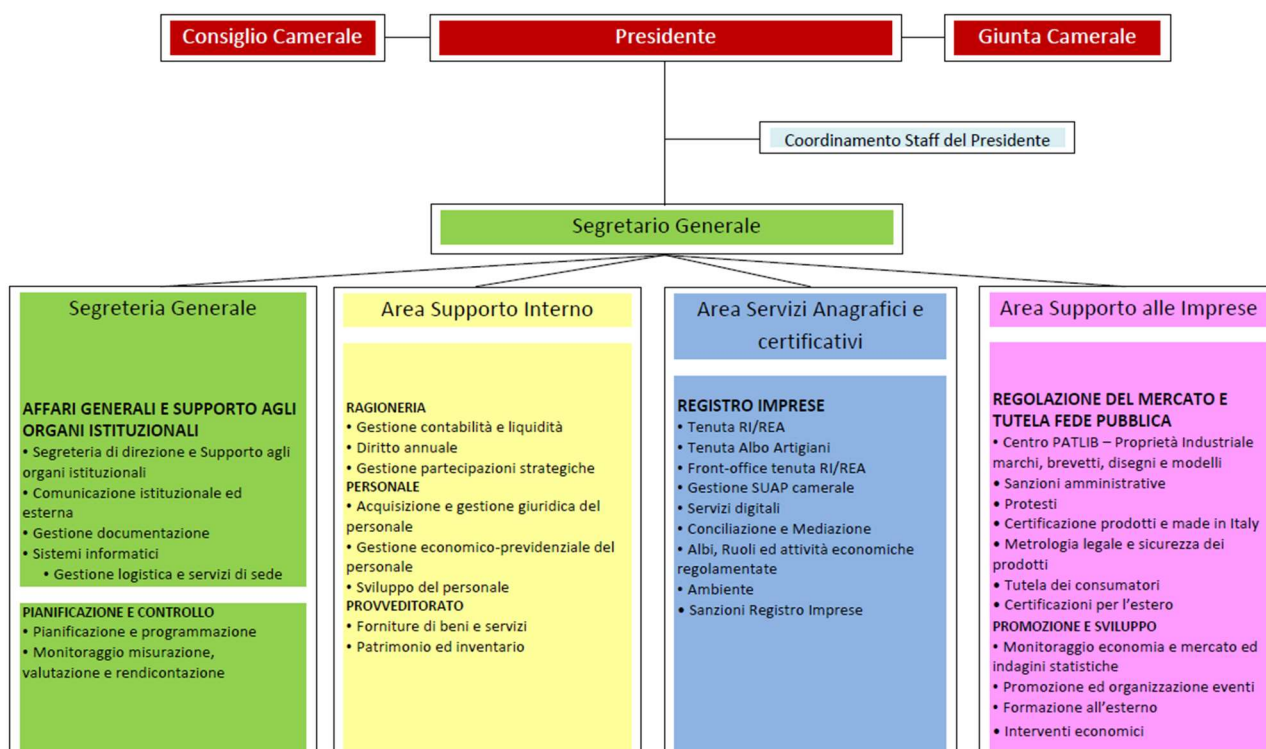 Consiglio Camerale
Presidente
Giunta Camerale
Coordinamento Staff del Presidente
Segretario Generale
Segreteria Generale
AFFARI GENERALI E SUPPORTO AGLI
ORGANI ISTITUZIONALI
• Segreteria di direzione e Supporto agli
organi istituzionali
• Comunicazione istituzionale ed
esterna
• Gestione documentazione
• Sistemi informatici
• Gestione logistica e servizi di sede
PIANIFICAZIONE E CONTROLLO
• Pianificazione e programmazione
• Monitoraggio misurazione,
valutazione e rendicontazione
Area Supporto Interno
RAGIONERIA
• Gestione contabilità e liquidità
• Diritto annuale
• Gestione partecipazioni strategiche
PERSONALE
• Acquisizione e gestione giuridica del
personale
• Gestione economico-previdenziale del
personale
• Sviluppo del personale
PROVVEDITORATO
• Forniture di beni e servizi
• Patrimonio ed inventario
Area Servizi Anagrafici e
certificativi
REGISTRO IMPRESE
• Tenuta RI/REA
• Tenuta Albo Artigiani
• Front-office tenuta RI/REA
• Gestione SUAP camerale
• Servizi digitali
• Conciliazione e Mediazione
• Albi, Ruoli ed attività economiche
regolamentate
• Ambiente
• Sanzioni Registro Imprese
Area Supporto alle Imprese
REGOLAZIONE DEL MERCATO E
TUTELA FEDE PUBBLICA
• Centro PATLIB – Proprietà Industriale
marchi, brevetti, disegni e modelli
• Sanzioni amministrative
• Protesti
• Certificazione prodotti e made in Italy
• Metrologia legale e sicurezza dei
prodotti
• Tutela dei consumatori
• Certificazioni per l'estero
PROMOZIONE E SVILUPPO
• Monitoraggio economia e mercato ed
indagini statistiche
• Promozione ed organizzazione eventi
• Formazione all'esterno
• Interventi economici